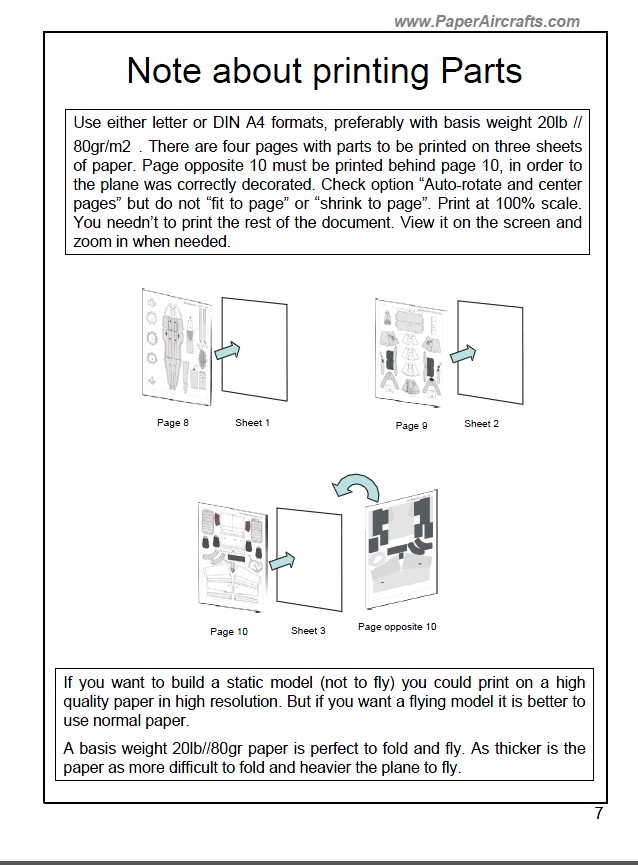 www.PaperAircrafts.com
Note about printing Parts
Use either letter or DIN A4 formats, preferably with basis weight 20lb //
80gr/m2 . There are four pages with parts to be printed on three sheets
of paper. Page opposite 10 must be printed behind page 10, in order to
the plane was correctly decorated. Check option “Auto-rotate and center
pages” but do not “fit to page” or “shrink to page”. Print at 100% scale.
You needn’t to print the rest of the document. View it on the screen and
zoom in when needed.
Page 8
Sheet 1
Page 9
Sheet 2
Page 10
Sheet 3
Page opposite 10
If you want to build a static model (not to fly) you could print on a high
quality paper in high resolution. But if you want a flying model it is better to
use normal paper.
A basis weight 20lb//80gr paper is perfect to fold and fly. As thicker is the
paper as more difficult to fold and heavier the plane to fly.
7